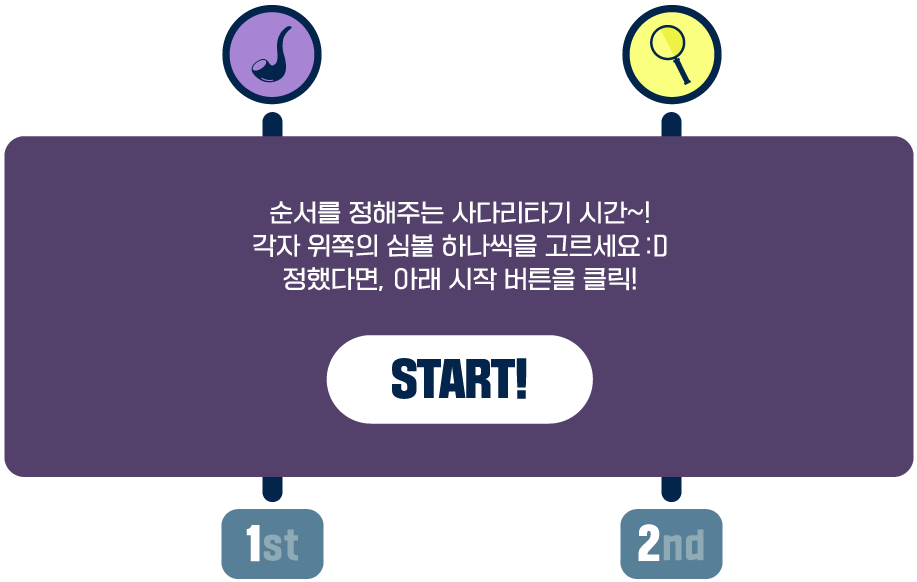 순서를 정해주는 사다리타기 시간~!
각자 위쪽의 심볼 하나씩을 고르세요 :D
정했다면, 아래 시작 버튼을 클릭!
START!
1st
2nd